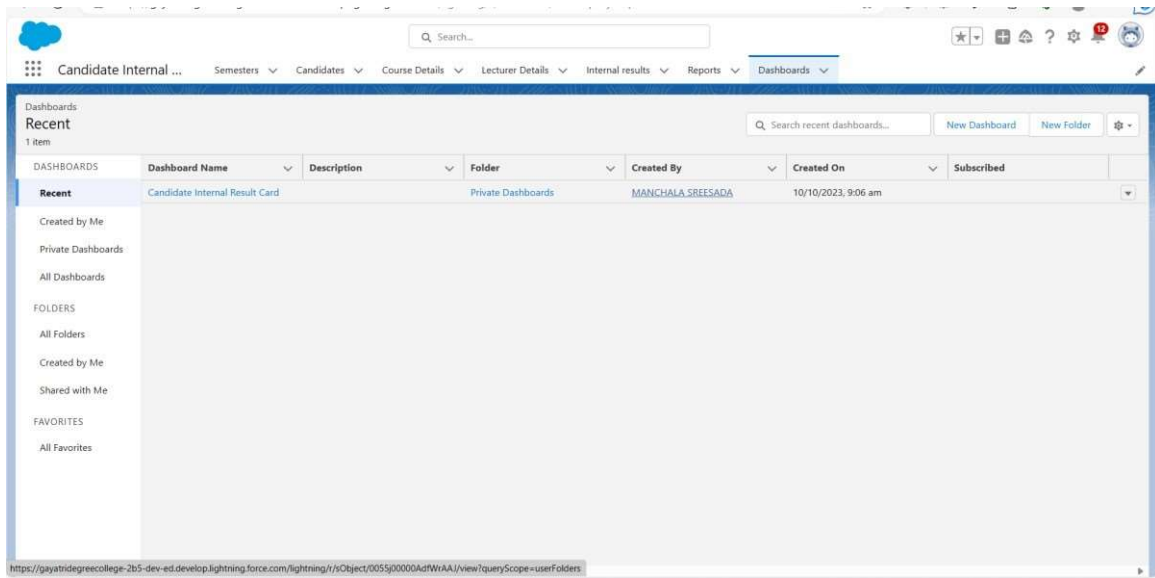 Search...
12
Candidate Internal ... Semesters Candidates Course Details Lecturer Details Internal results Reports Dashboards
Dashboards
Recent
1 item
Search recent dashboards... New Dashboard New Folder
DASHBOARDS Dashboard Name Description Folder Created By Created On Subscribed
Recent Candidate Internal Result Card Private Dashboards MANCHALA SREESADA 10/10/2023, 9:06 am
Created by Me
Private Dashboards
All Dashboards
FOLDERS
All Folders
Created by Me
Shared with Me
FAVORITES
All Favorites
https://gayatridegreecollege-2b5-dev-ed.develop.lightning.force.com/lightning/r/sObject/0055j00000AdfWrAAJ/view?queryScope=userFolders